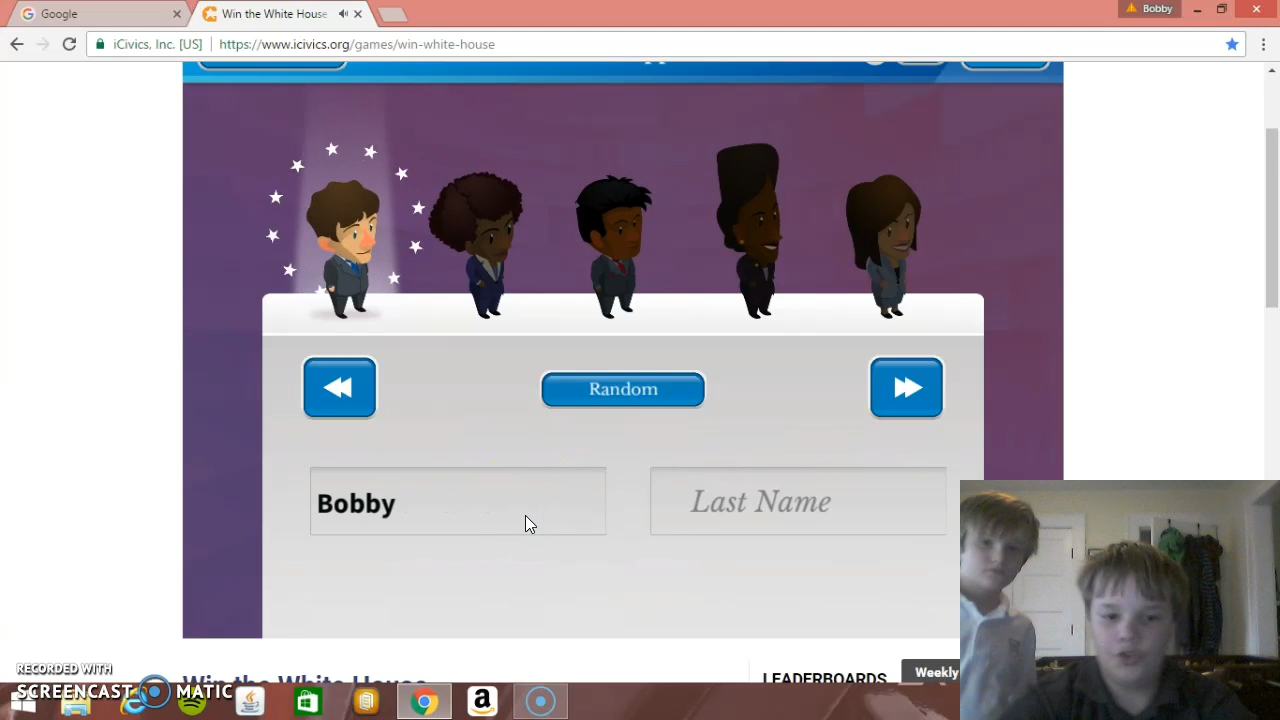 Google
Win the White House
Bobby
iCivics, Inc. [US]
https://www.icivics.org/games/win-white-house
Random
Bobby
Last Name
Win the White House
LEADERBOARDS
Weekly
RECORDED WITH
SCREENCAST MATIC